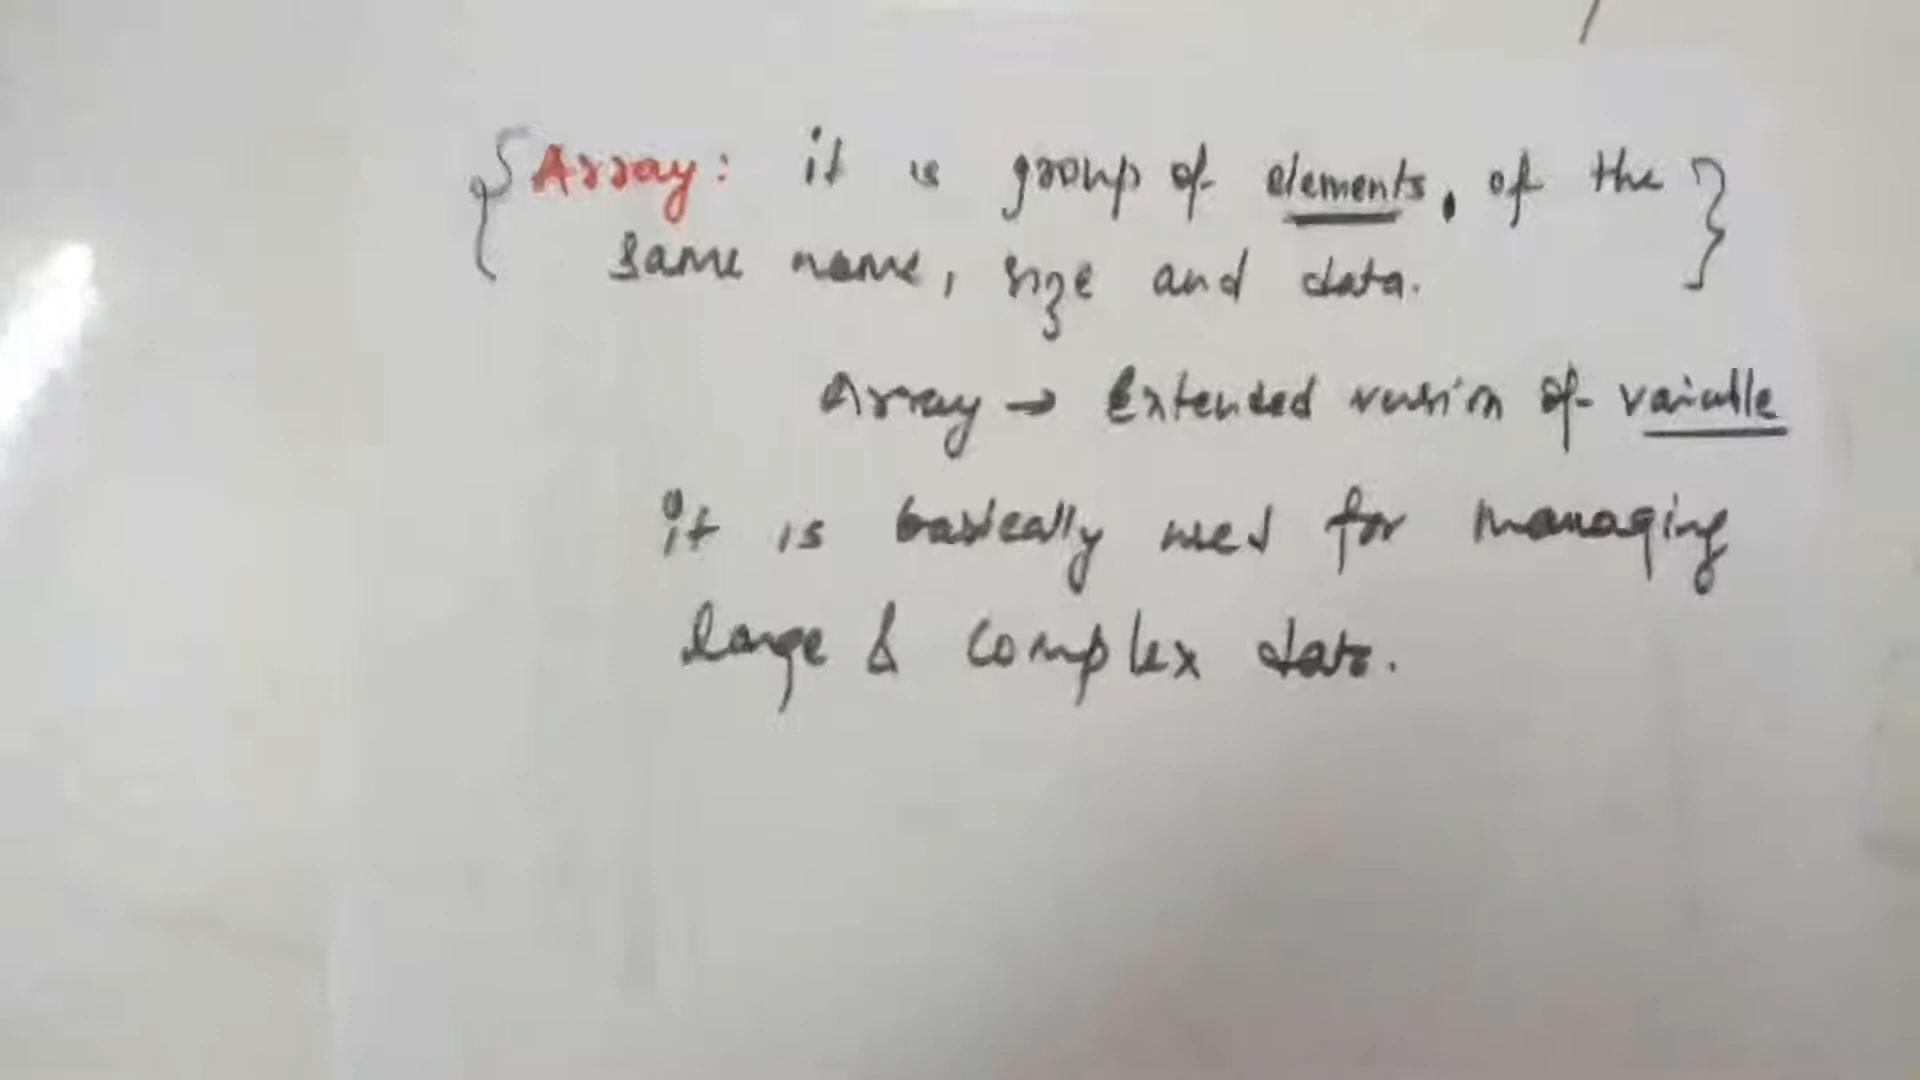 { Array: it is group of elements, of the }
same name, size and data.
Array → Extended version of variable
it is basically used for managing
large & complex data.